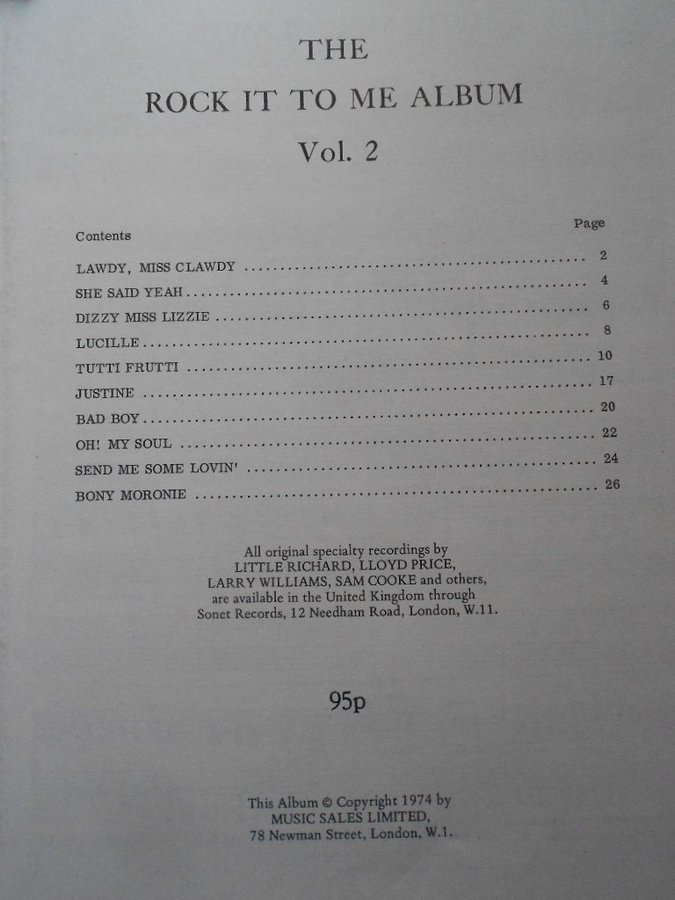 THE
ROCK IT TO ME ALBUM
Vol. 2
Contents Page
LAWDY, MISS CLAWDY ................................................ 2
SHE SAID YEAH ........................................................ 4
DIZZY MISS LIZZIE .................................................... 6
LUCILLE .............................................................. 8
TUTTI FRUTTI ......................................................... 10
JUSTINE .............................................................. 17
BAD BOY .............................................................. 20
OH! MY SOUL .......................................................... 22
SEND ME SOME LOVIN' .................................................. 24
BONY MORONIE ......................................................... 26
All original specialty recordings by
LITTLE RICHARD, LLOYD PRICE,
LARRY WILLIAMS, SAM COOKE and others,
are available in the United Kingdom through
Sonet Records, 12 Needham Road, London, W.11.
95p
This Album © Copyright 1974 by
MUSIC SALES LIMITED,
78 Newman Street, London, W.1.